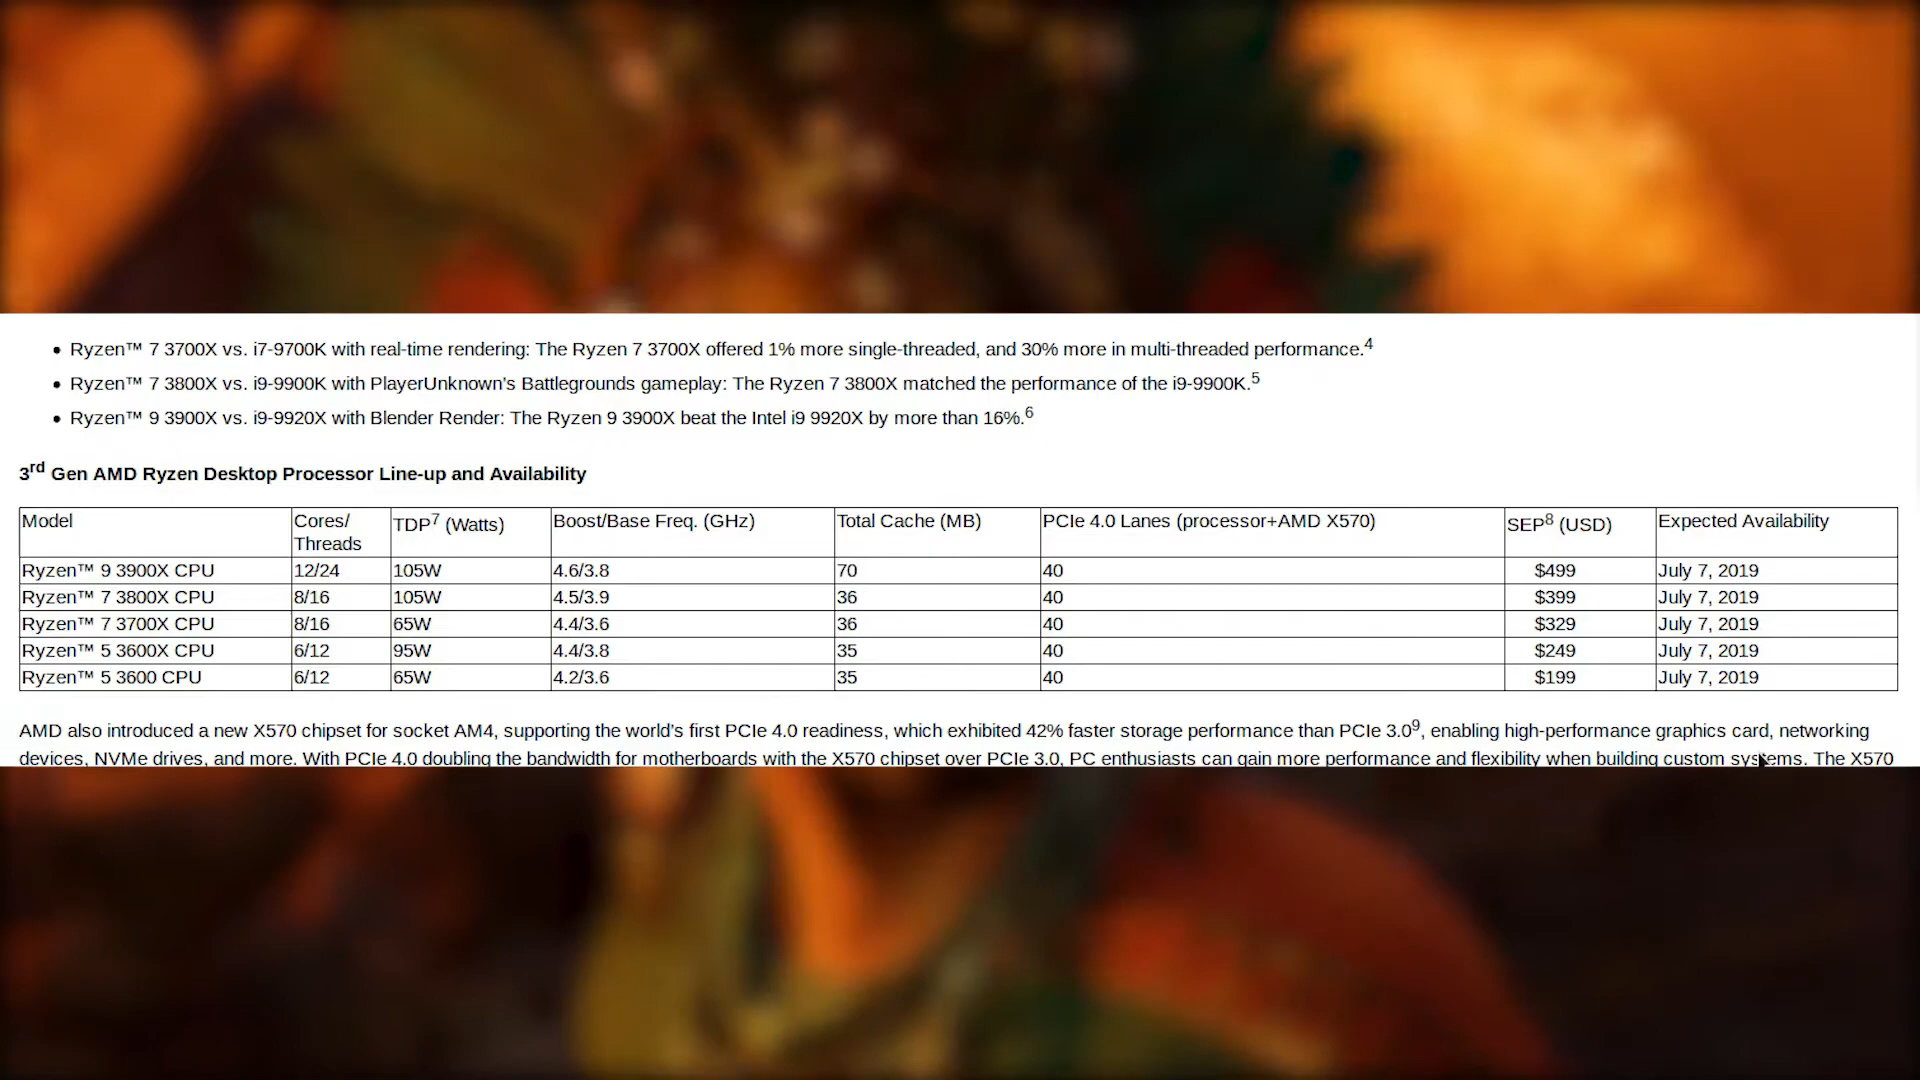 • Ryzen™ 7 3700X vs. i7-9700K with real-time rendering: The Ryzen 7 3700X offered 1% more single-threaded, and 30% more in multi-threaded performance.4
• Ryzen™ 7 3800X vs. i9-9900K with PlayerUnknown's Battlegrounds gameplay: The Ryzen 7 3800X matched the performance of the i9-9900K.5
• Ryzen™ 9 3900X vs. i9-9920X with Blender Render: The Ryzen 9 3900X beat the Intel i9 9920X by more than 16%.6
3rd Gen AMD Ryzen Desktop Processor Line-up and Availability
Model Cores/ Threads TDP7 (Watts) Boost/Base Freq. (GHz) Total Cache (MB) PCIe 4.0 Lanes (processor+AMD X570) SEP8 (USD) Expected Availability
Ryzen™ 9 3900X CPU 12/24 105W 4.6/3.8 70 40 $499 July 7, 2019
Ryzen™ 7 3800X CPU 8/16 105W 4.5/3.9 36 40 $399 July 7, 2019
Ryzen™ 7 3700X CPU 8/16 65W 4.4/3.6 36 40 $329 July 7, 2019
Ryzen™ 5 3600X CPU 6/12 95W 4.4/3.8 35 40 $249 July 7, 2019
Ryzen™ 5 3600 CPU 6/12 65W 4.2/3.6 35 40 $199 July 7, 2019
AMD also introduced a new X570 chipset for socket AM4, supporting the world's first PCIe 4.0 readiness, which exhibited 42% faster storage performance than PCIe 3.09, enabling high-performance graphics card, networking
devices, NVMe drives, and more. With PCIe 4.0 doubling the bandwidth for motherboards with the X570 chipset over PCIe 3.0, PC enthusiasts can gain more performance and flexibility when building custom systems. The X570